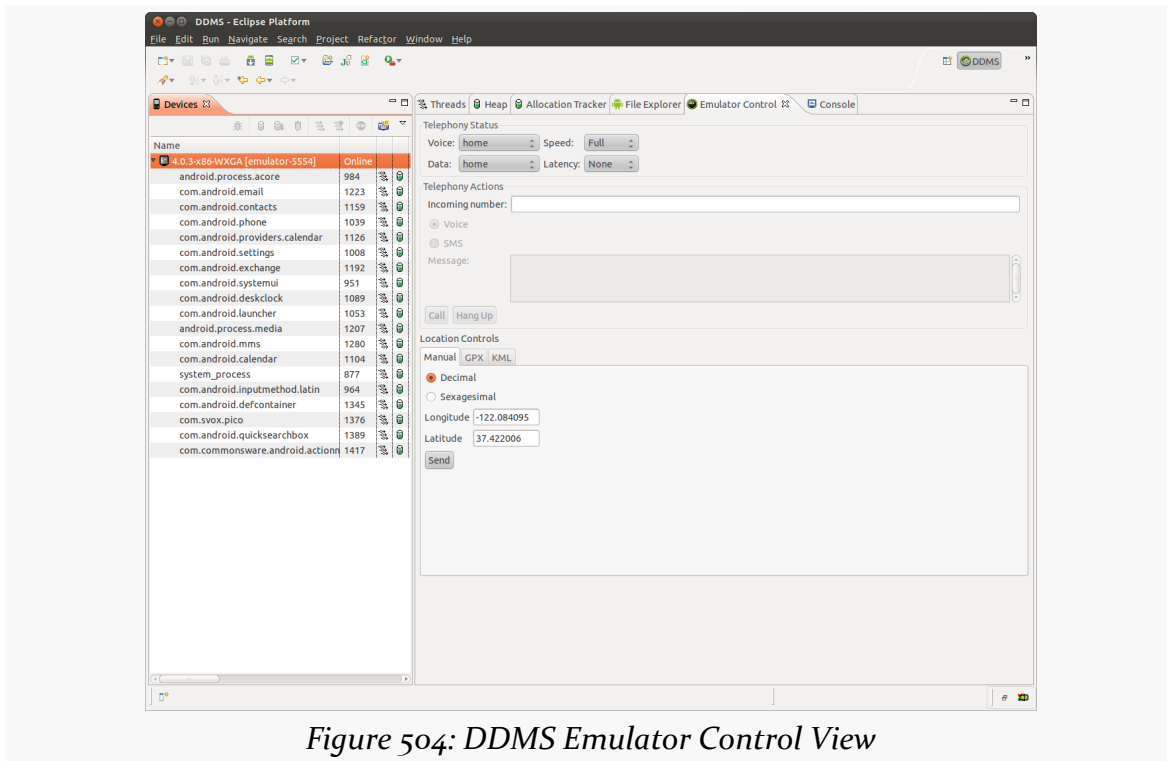 DDMS - Eclipse Platform
File Edit Run Navigate Search Project Refactor Window Help
DDMS »
Devices
Threads Heap Allocation Tracker File Explorer Emulator Control Console
Name
4.0.3-x86-WXGA [emulator-5554] Online
android.process.acore 984
com.android.email 1223
com.android.contacts 1159
com.android.phone 1039
com.android.providers.calendar 1126
com.android.settings 1008
com.android.exchange 1192
com.android.systemui 951
com.android.deskclock 1089
com.android.launcher 1053
android.process.media 1207
com.android.mms 1280
com.android.calendar 1104
system_process 877
com.android.inputmethod.latin 964
com.android.defcontainer 1345
com.svox.pico 1376
com.android.quicksearchbox 1389
com.commonsware.android.actionn 1417
Telephony Status
Voice: home Speed: Full
Data: home Latency: None
Telephony Actions
Incoming number:
Voice
SMS
Message:
Call Hang Up
Location Controls
Manual GPX KML
Decimal
Sexagesimal
Longitude -122.084095
Latitude 37.422006
Send
Figure 504: DDMS Emulator Control View